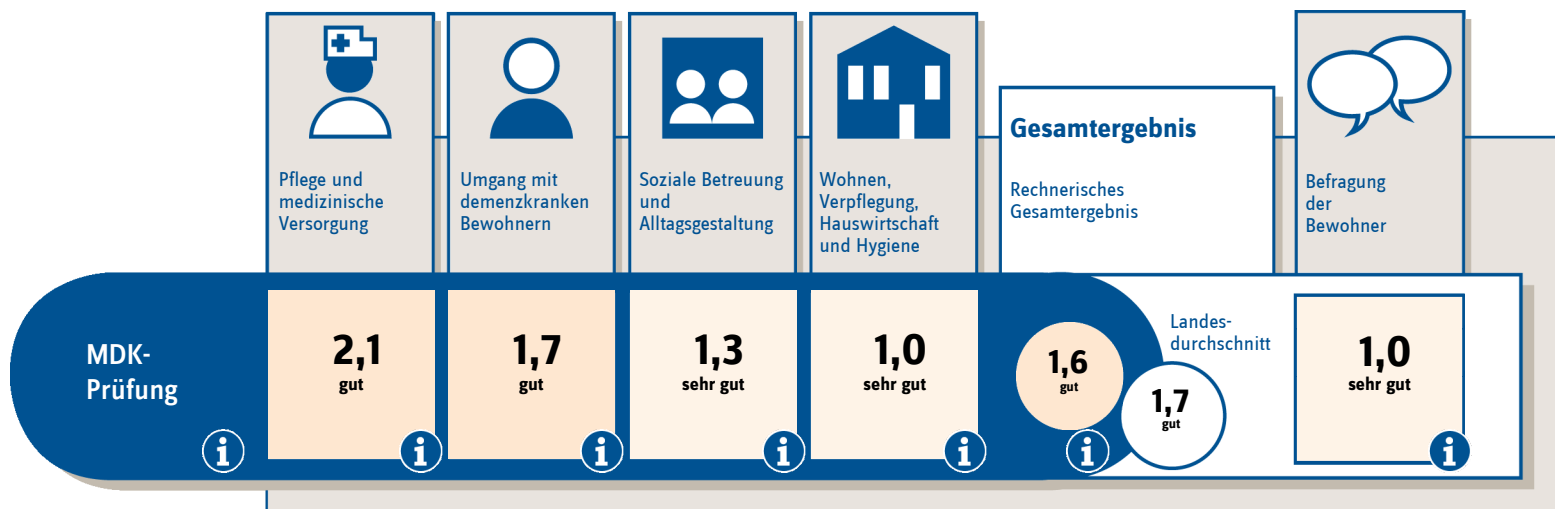 Pflege und
medizinische
Versorgung
Umgang mit
demenzkranken
Bewohnern
Soziale Betreuung
und
Alltagsgestaltung
Wohnen,
Verpflegung,
Hauswirtschaft
und Hygiene
Gesamtergebnis
Rechnerisches
Gesamtergebnis
Befragung
der
Bewohner
MDK-
Prüfung
i
2,1
gut
i
1,7
gut
i
1,3
sehr gut
i
1,0
sehr gut
i
1,6
gut
i
Landes-
durchschnitt
1,7
gut
1,0
sehr gut
i